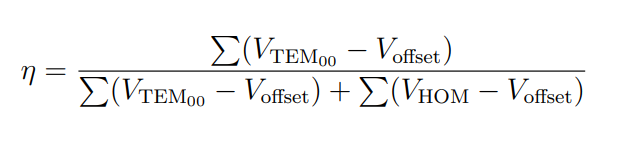 η = ∑(V_TEM₀₀ − V_offset) / ∑(V_TEM₀₀ − V_offset) + ∑(V_HOM − V_offset)